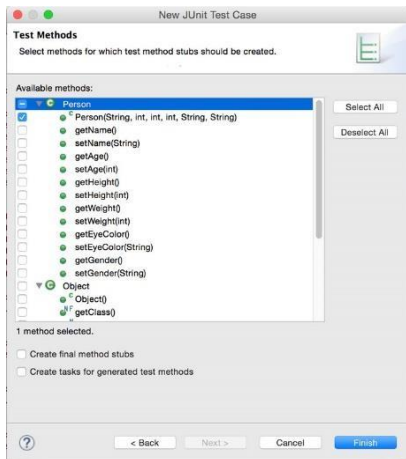 New JUnit Test Case
Test Methods
Select methods for which test method stubs should be created.
Available methods:
Person
Person(String, int, int, int, String, String)
getName()
setName(String)
getAge()
setAge(int)
getHeight()
setHeight(int)
getWeight()
setWeight(int)
getEyeColor()
setEyeColor(String)
getGender()
setGender(String)
Object
Object()
getClass()
Select All
Deselect All
1 method selected.
Create final method stubs
Create tasks for generated test methods
? < Back Next > Cancel Finish